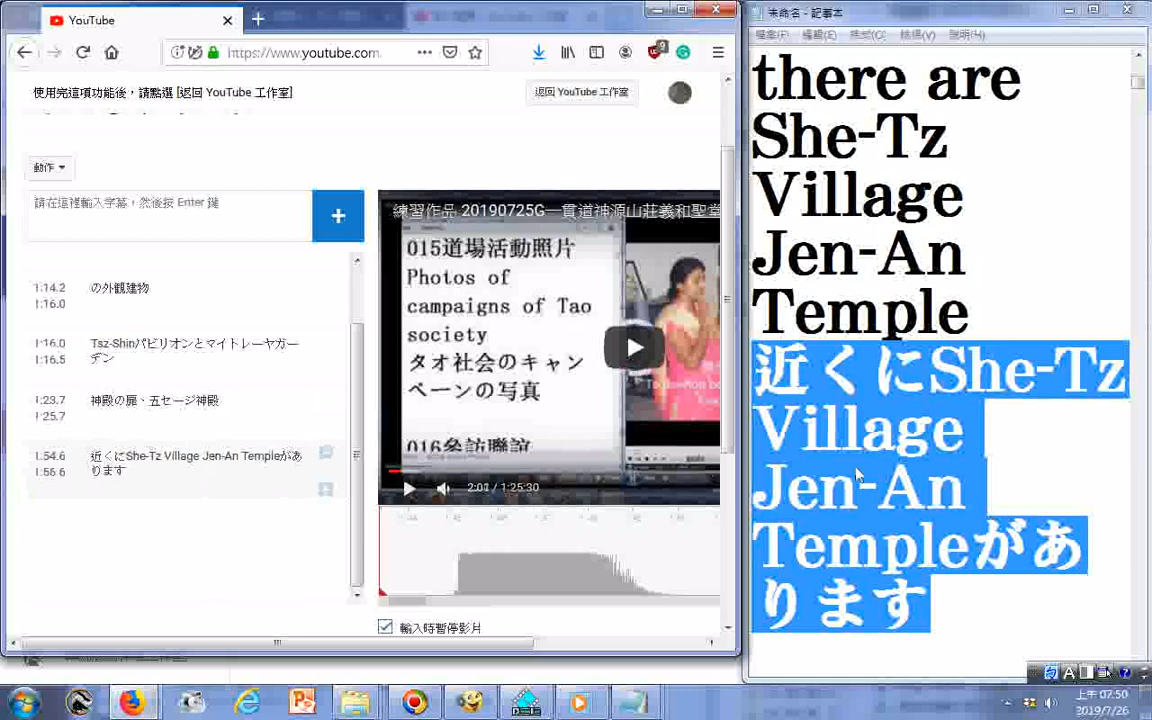 YouTube
https://www.youtube.com
9
使用完這項功能後，請點選 [返回 YouTube 工作室]
返回 YouTube 工作室
動作
請在這裡輸入字幕，然後按 Enter 鍵
+
1:14.2
1:16.0
の外観建物
1:16.0
1:16.5
Tsz-Shinパビリオンとマイトレーヤガー
デン
1:23.7
1:25.7
神殿の扉、五セージ神殿
1:54.6
1:56.6
近くにShe-Tz Village Jen-An Templeがあ
ります
練習作品 20190725G一貫道神源山莊義和聖堂
015道場活動照片
Photos of
campaigns of Tao
society
タオ社会のキャン
ペーンの写真
016參訪聯誼
2:01 / 1:25:30
輸入時暫停影片
未命名 - 記事本
檔案(F) 編輯(E) 格式(O) 檢視(V) 說明(H)
there are
She-Tz
Village
Jen-An
Temple
近くにShe-Tz
Village
Jen-An
Templeがあ
ります
上午 07:50
2019/7/26